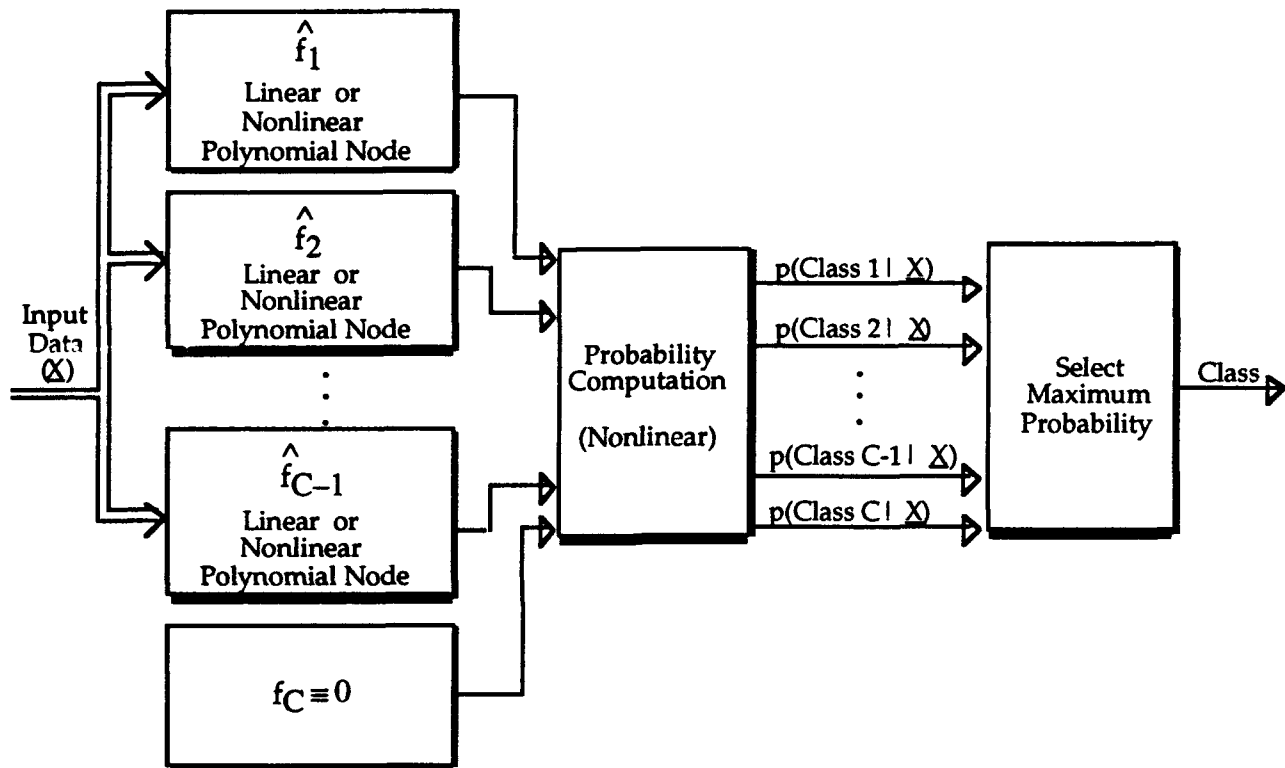 f̂1
Linear or
Nonlinear
Polynomial Node
f̂2
Linear or
Nonlinear
Polynomial Node
f̂C–1
Linear or
Nonlinear
Polynomial Node
fC ≡ 0
Input
Data
(X)
Probability
Computation
(Nonlinear)
p(Class 1 | X)
p(Class 2 | X)
p(Class C-1 | X)
p(Class C | X)
Select
Maximum
Probability
Class